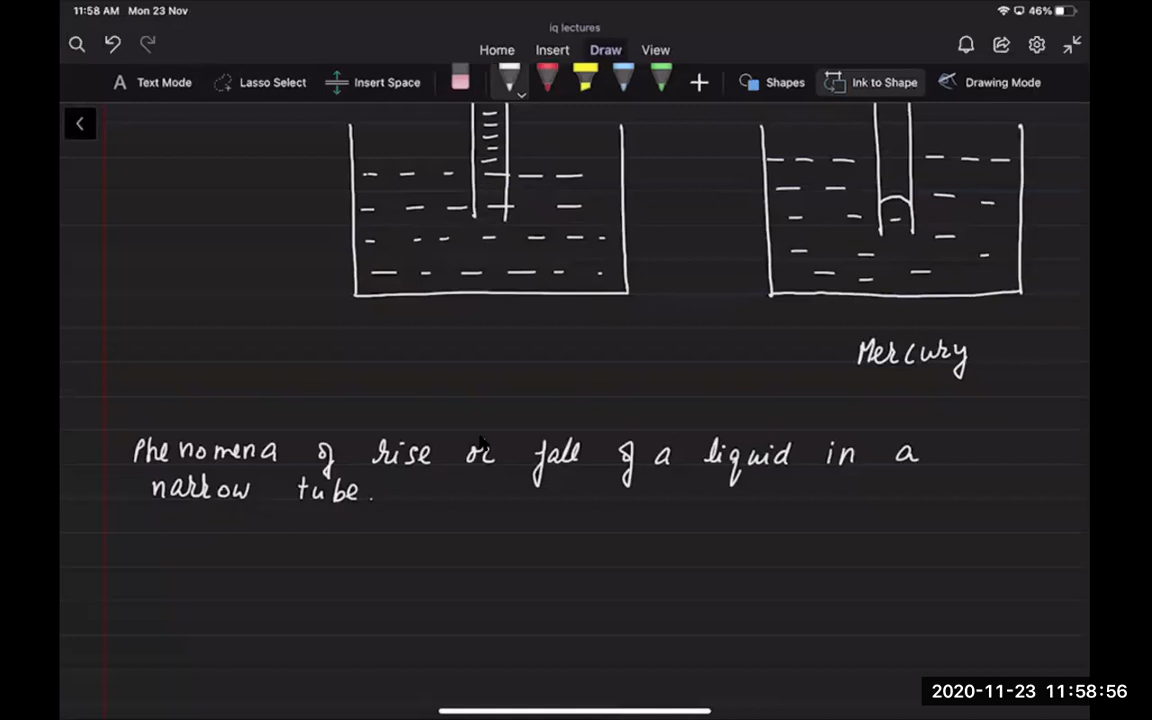 11:58 AM Mon 23 Nov
46%
iq lectures
Home Insert Draw View
Text Mode Lasso Select Insert Space Shapes Ink to Shape Drawing Mode
Mercury
Phenomena of rise or fall of a liquid in a
narrow tube.
2020-11-23 11:58:56